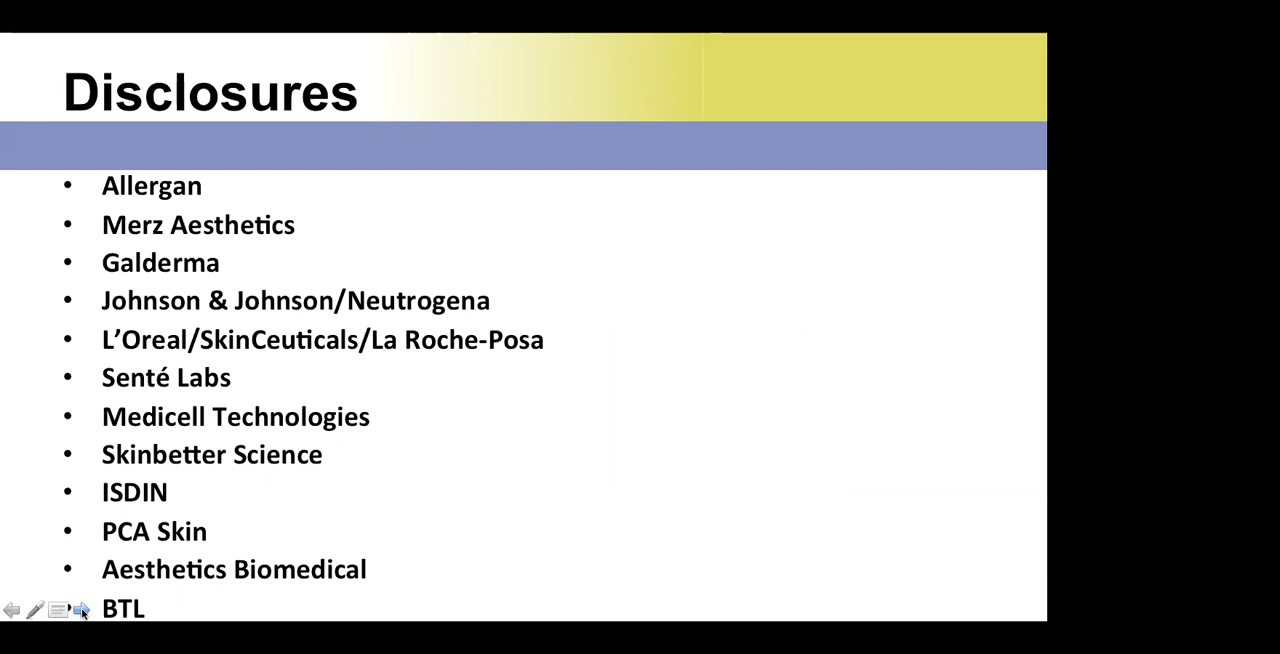 Disclosures
• Allergan
• Merz Aesthetics
• Galderma
• Johnson & Johnson/Neutrogena
• L’Oreal/SkinCeuticals/La Roche-Posa
• Senté Labs
• Medicell Technologies
• Skinbetter Science
• ISDIN
• PCA Skin
• Aesthetics Biomedical
BTL